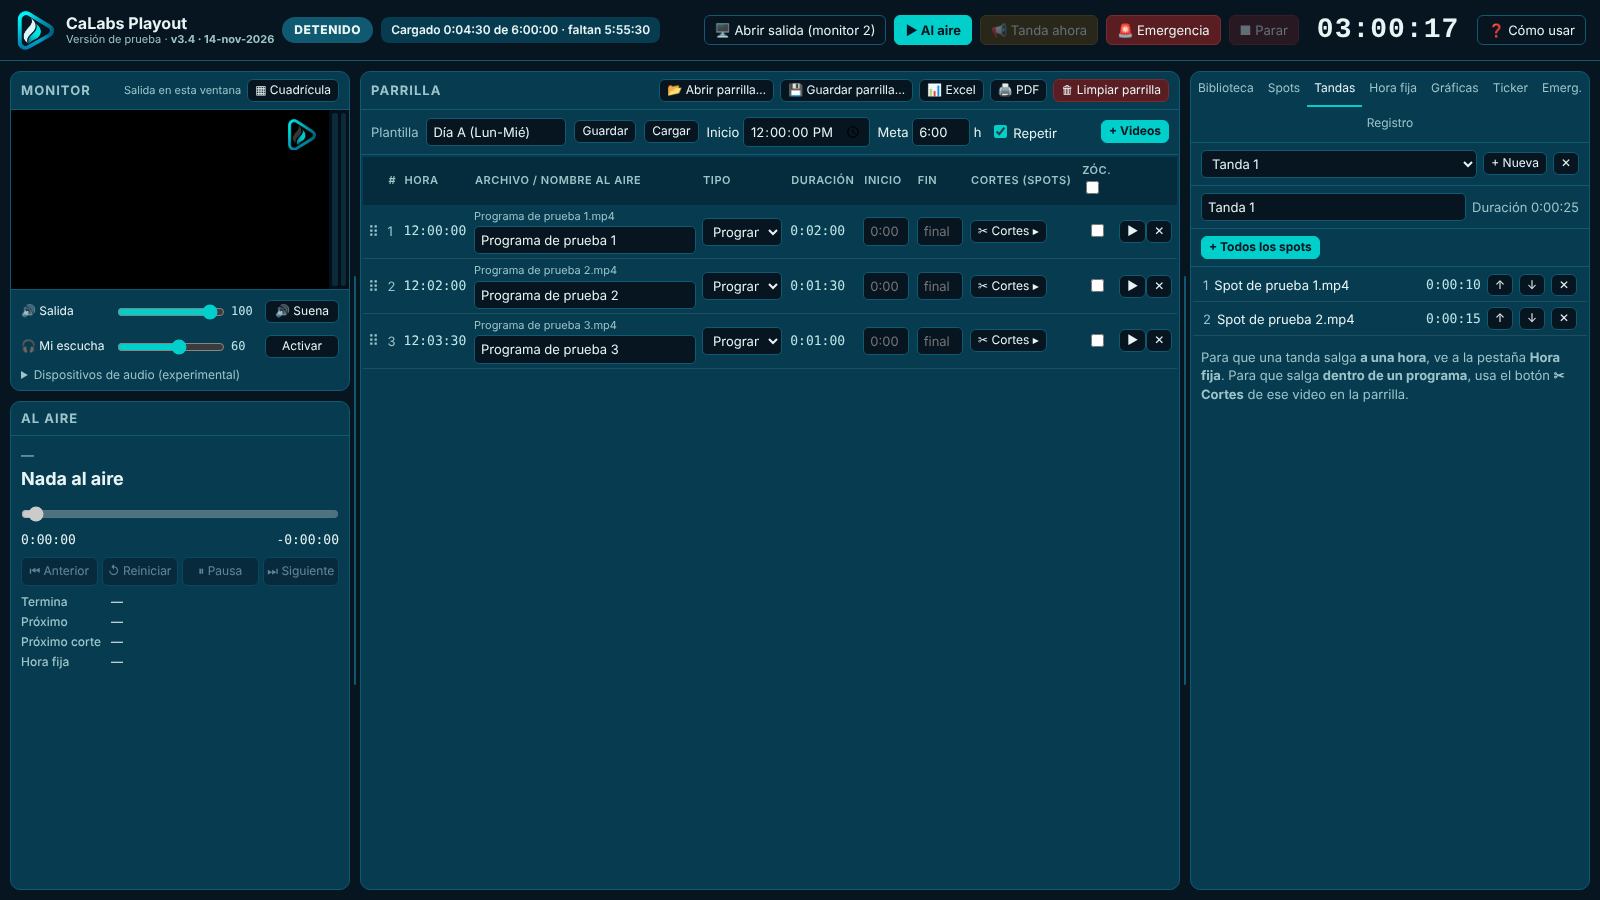 CaLabs Playout
Versión de prueba · v3.4 · 14-nov-2026
DETENIDO
Cargado 0:04:30 de 6:00:00 · faltan 5:55:30
Abrir salida (monitor 2)
Al aire
Tanda ahora
Emergencia
Parar
03:00:17
Cómo usar
MONITOR
Salida en esta ventana
Cuadrícula
Salida
100
Suena
Mi escucha
60
Activar
Dispositivos de audio (experimental)
AL AIRE
—
Nada al aire
0:00:00 -0:00:00
Anterior Reiniciar Pausa Siguiente
Termina —
Próximo —
Próximo corte —
Hora fija —
PARRILLA
Abrir parrilla...
Guardar parrilla...
Excel
PDF
Limpiar parrilla
Plantilla Día A (Lun-Mié) Guardar Cargar Inicio 12:00:00 PM Meta 6:00 h Repetir + Videos
# HORA ARCHIVO / NOMBRE AL AIRE TIPO DURACIÓN INICIO FIN CORTES (SPOTS) ZÓC.
Programa de prueba 1.mp4
1 12:00:00 Programa de prueba 1 Prograr 0:02:00 0:00 final ✂ Cortes ▸ ▶ ✕
Programa de prueba 2.mp4
2 12:02:00 Programa de prueba 2 Prograr 0:01:30 0:00 final ✂ Cortes ▸ ▶ ✕
Programa de prueba 3.mp4
3 12:03:30 Programa de prueba 3 Prograr 0:01:00 0:00 final ✂ Cortes ▸ ▶ ✕
Biblioteca Spots Tandas Hora fija Gráficas Ticker Emerg.
Registro
Tanda 1 + Nueva ✕
Tanda 1 Duración 0:00:25
+ Todos los spots
1 Spot de prueba 1.mp4 0:00:10 ↑ ↓ ✕
2 Spot de prueba 2.mp4 0:00:15 ↑ ↓ ✕
Para que una tanda salga a una hora, ve a la pestaña Hora
fija. Para que salga dentro de un programa, usa el botón ✂
Cortes de ese video en la parrilla.